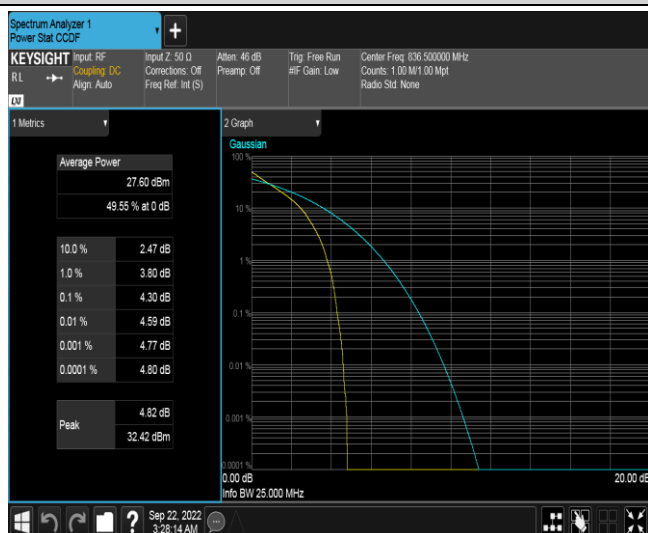 Spectrum Analyzer 1
Power Stat CCDF
+
KEYSIGHT
R L
LXI
Input: RF
Coupling: DC
Align: Auto
Input Z: 50 Ω
Corrections: Off
Freq Ref: Int (S)
Atten: 46 dB
Preamp: Off
Trig: Free Run
#IF Gain: Low
Center Freq: 836.500000 MHz
Counts: 1.00 M/1.00 Mpt
Radio Std: None
1 Metrics
Average Power
27.60 dBm
49.55 % at 0 dB
10.0 % 2.47 dB
1.0 % 3.80 dB
0.1 % 4.30 dB
0.01 % 4.59 dB
0.001 % 4.77 dB
0.0001 % 4.80 dB
Peak
4.82 dB
32.42 dBm
2 Graph
Gaussian
100 %
10 %
1 %
0.1 %
0.01 %
0.001 %
0.0001 %
0.00 dB 20.00 dB
Info BW 25.000 MHz
?
Sep 22, 2022
3:28:14 AM